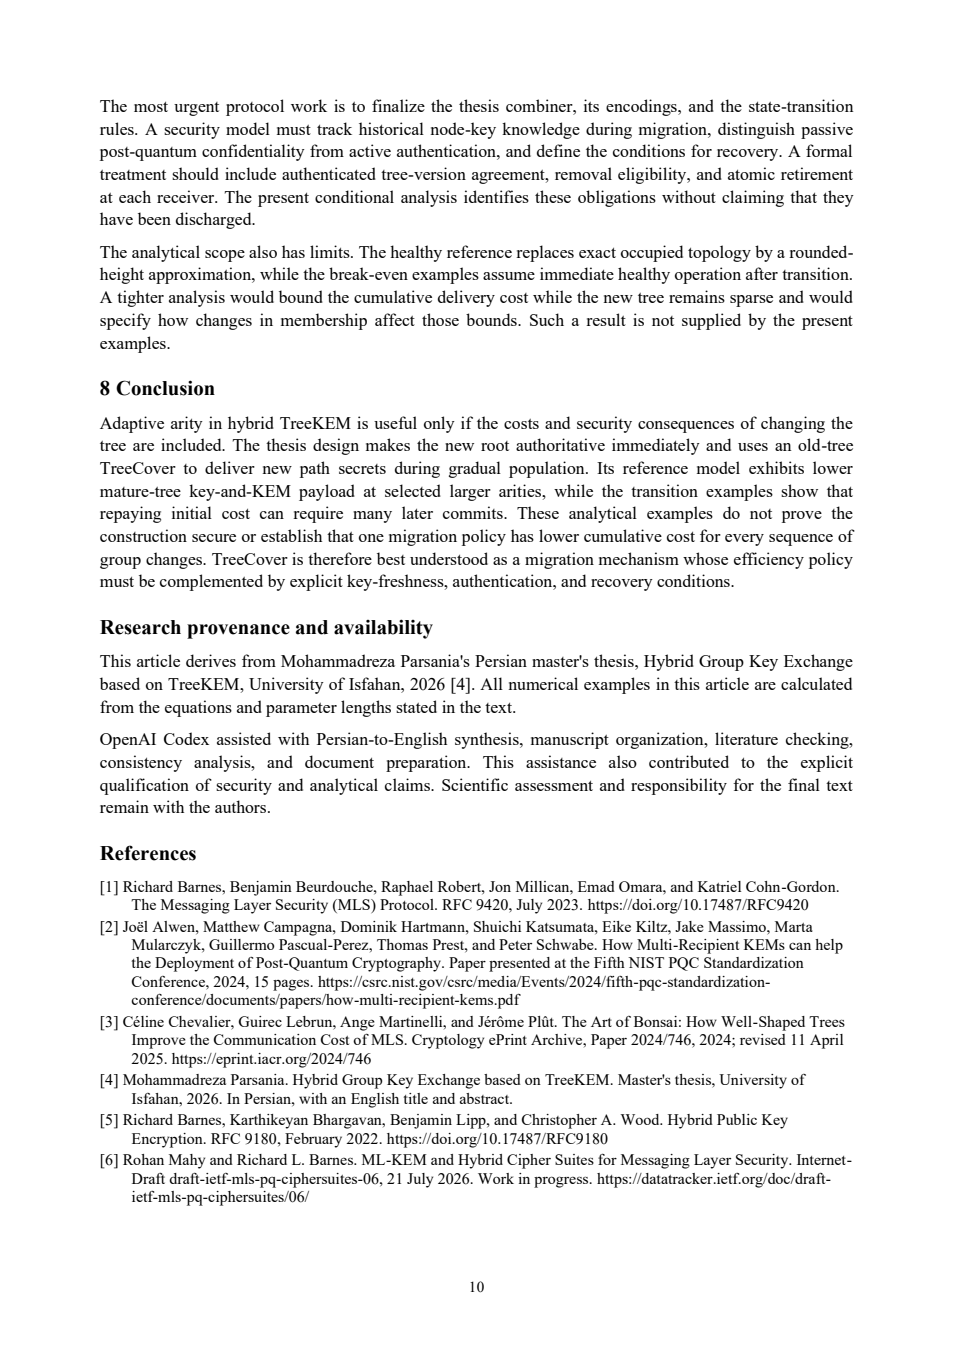 The most urgent protocol work is to finalize the thesis combiner, its encodings, and the state-transition
rules. A security model must track historical node-key knowledge during migration, distinguish passive
post-quantum confidentiality from active authentication, and define the conditions for recovery. A formal
treatment should include authenticated tree-version agreement, removal eligibility, and atomic retirement
at each receiver. The present conditional analysis identifies these obligations without claiming that they
have been discharged.
The analytical scope also has limits. The healthy reference replaces exact occupied topology by a rounded-
height approximation, while the break-even examples assume immediate healthy operation after transition.
A tighter analysis would bound the cumulative delivery cost while the new tree remains sparse and would
specify how changes in membership affect those bounds. Such a result is not supplied by the present
examples.
8 Conclusion
Adaptive arity in hybrid TreeKEM is useful only if the costs and security consequences of changing the
tree are included. The thesis design makes the new root authoritative immediately and uses an old-tree
TreeCover to deliver new path secrets during gradual population. Its reference model exhibits lower
mature-tree key-and-KEM payload at selected larger arities, while the transition examples show that
repaying initial cost can require many later commits. These analytical examples do not prove the
construction secure or establish that one migration policy has lower cumulative cost for every sequence of
group changes. TreeCover is therefore best understood as a migration mechanism whose efficiency policy
must be complemented by explicit key-freshness, authentication, and recovery conditions.
Research provenance and availability
This article derives from Mohammadreza Parsania's Persian master's thesis, Hybrid Group Key Exchange
based on TreeKEM, University of Isfahan, 2026 [4]. All numerical examples in this article are calculated
from the equations and parameter lengths stated in the text.
OpenAI Codex assisted with Persian-to-English synthesis, manuscript organization, literature checking,
consistency analysis, and document preparation. This assistance also contributed to the explicit
qualification of security and analytical claims. Scientific assessment and responsibility for the final text
remain with the authors.
References
[1] Richard Barnes, Benjamin Beurdouche, Raphael Robert, Jon Millican, Emad Omara, and Katriel Cohn-Gordon.
The Messaging Layer Security (MLS) Protocol. RFC 9420, July 2023. https://doi.org/10.17487/RFC9420
[2] Joël Alwen, Matthew Campagna, Dominik Hartmann, Shuichi Katsumata, Eike Kiltz, Jake Massimo, Marta
Mularczyk, Guillermo Pascual-Perez, Thomas Prest, and Peter Schwabe. How Multi-Recipient KEMs can help
the Deployment of Post-Quantum Cryptography. Paper presented at the Fifth NIST PQC Standardization
Conference, 2024, 15 pages. https://csrc.nist.gov/csrc/media/Events/2024/fifth-pqc-standardization-
conference/documents/papers/how-multi-recipient-kems.pdf
[3] Céline Chevalier, Guirec Lebrun, Ange Martinelli, and Jérôme Plût. The Art of Bonsai: How Well-Shaped Trees
Improve the Communication Cost of MLS. Cryptology ePrint Archive, Paper 2024/746, 2024; revised 11 April
2025. https://eprint.iacr.org/2024/746
[4] Mohammadreza Parsania. Hybrid Group Key Exchange based on TreeKEM. Master's thesis, University of
Isfahan, 2026. In Persian, with an English title and abstract.
[5] Richard Barnes, Karthikeyan Bhargavan, Benjamin Lipp, and Christopher A. Wood. Hybrid Public Key
Encryption. RFC 9180, February 2022. https://doi.org/10.17487/RFC9180
[6] Rohan Mahy and Richard L. Barnes. ML-KEM and Hybrid Cipher Suites for Messaging Layer Security. Internet-
Draft draft-ietf-mls-pq-ciphersuites-06, 21 July 2026. Work in progress. https://datatracker.ietf.org/doc/draft-
ietf-mls-pq-ciphersuites/06/
10